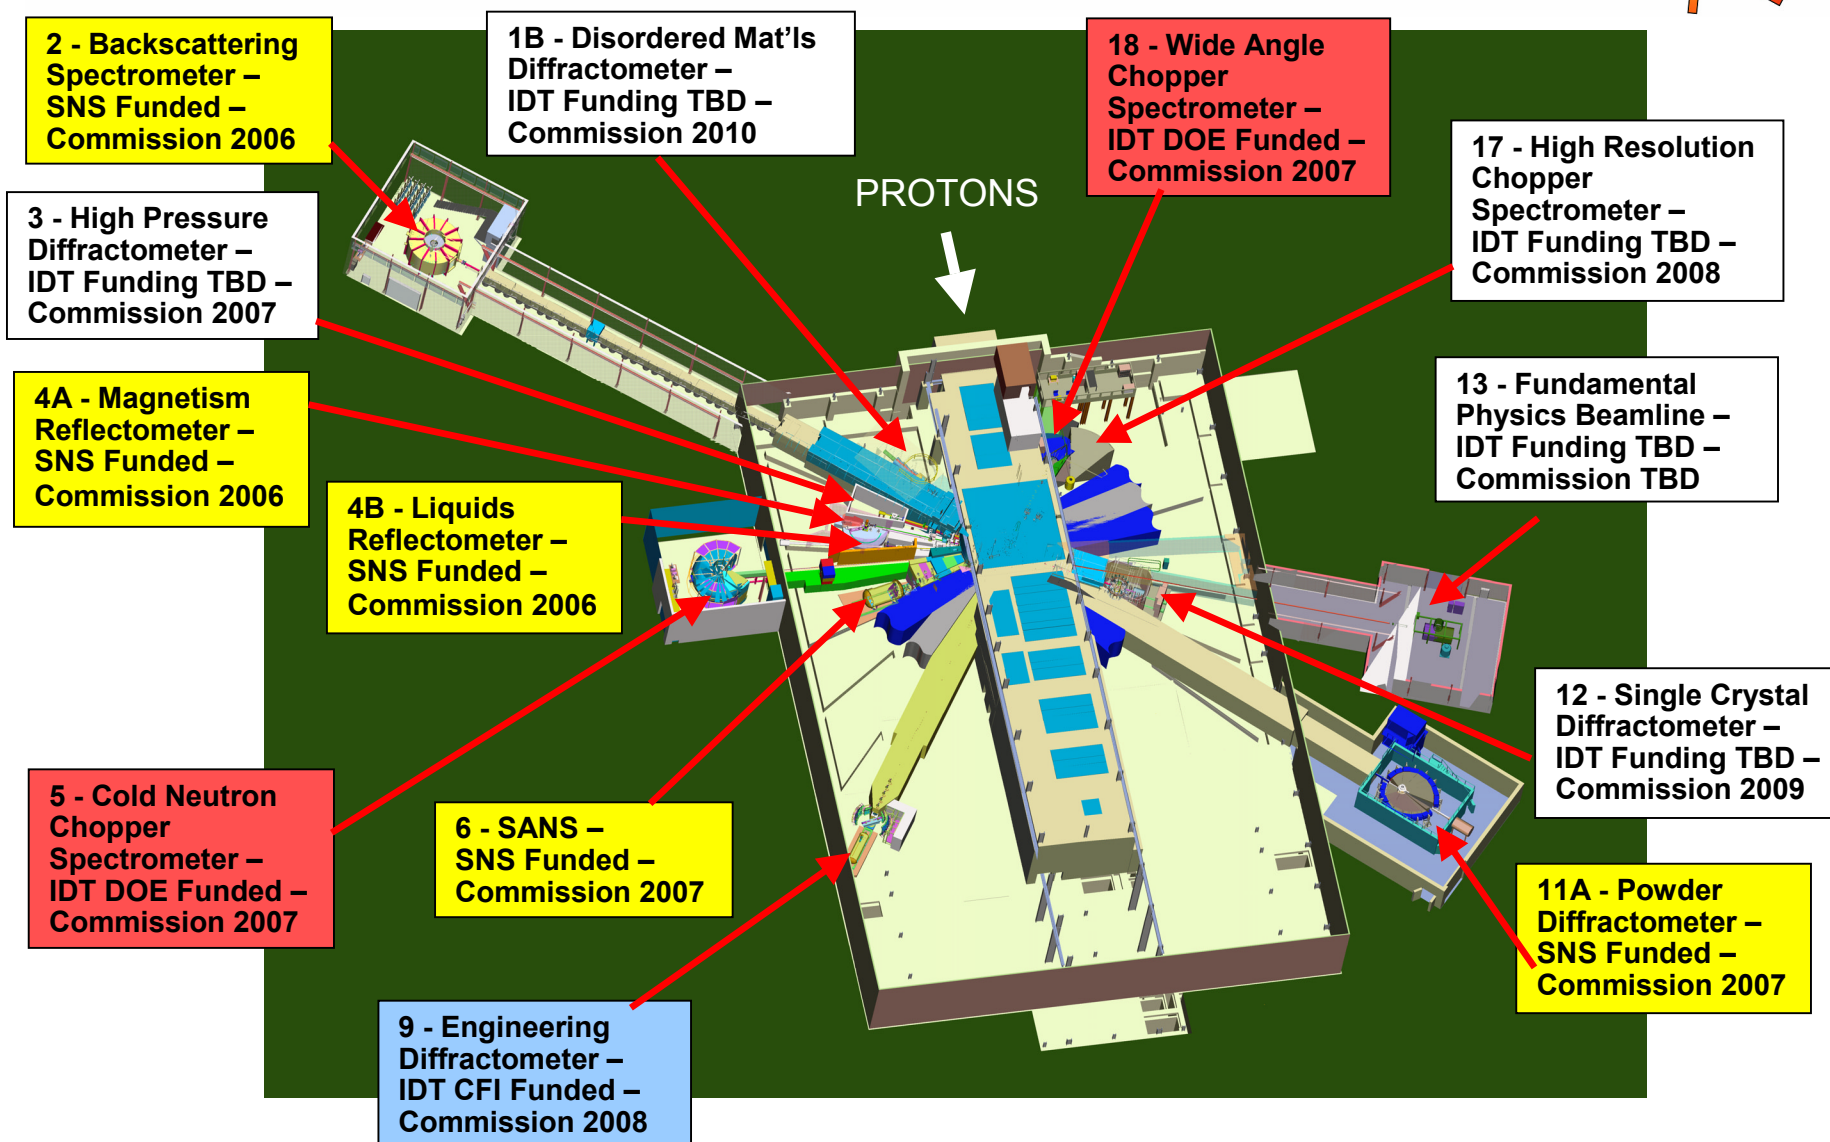 2 - Backscattering
Spectrometer –
SNS Funded –
Commission 2006
1B - Disordered Mat'ls
Diffractometer –
IDT Funding TBD –
Commission 2010
18 - Wide Angle
Chopper
Spectrometer –
IDT DOE Funded –
Commission 2007
17 - High Resolution
Chopper
Spectrometer –
IDT Funding TBD –
Commission 2008
PROTONS
3 - High Pressure
Diffractometer –
IDT Funding TBD –
Commission 2007
4A - Magnetism
Reflectometer –
SNS Funded –
Commission 2006
13 - Fundamental
Physics Beamline –
IDT Funding TBD –
Commission TBD
4B - Liquids
Reflectometer –
SNS Funded –
Commission 2006
12 - Single Crystal
Diffractometer –
IDT Funding TBD –
Commission 2009
5 - Cold Neutron
Chopper
Spectrometer –
IDT DOE Funded –
Commission 2007
6 - SANS –
SNS Funded –
Commission 2007
11A - Powder
Diffractometer –
SNS Funded –
Commission 2007
9 - Engineering
Diffractometer –
IDT CFI Funded –
Commission 2008